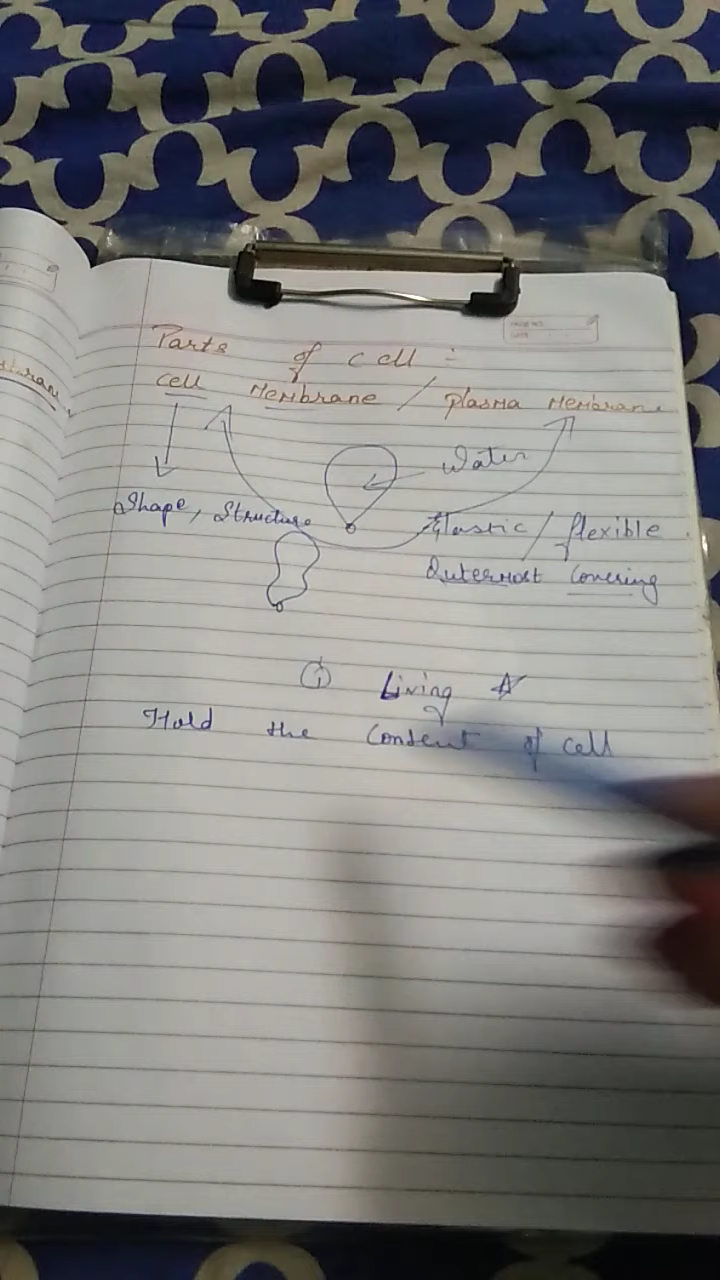 Parts of cell :-
cell Membrane / plasma Membrane
Water
Shape, Structure
Elastic / flexible
Outermost Covering
① Living ☆
Hold the Content of cell